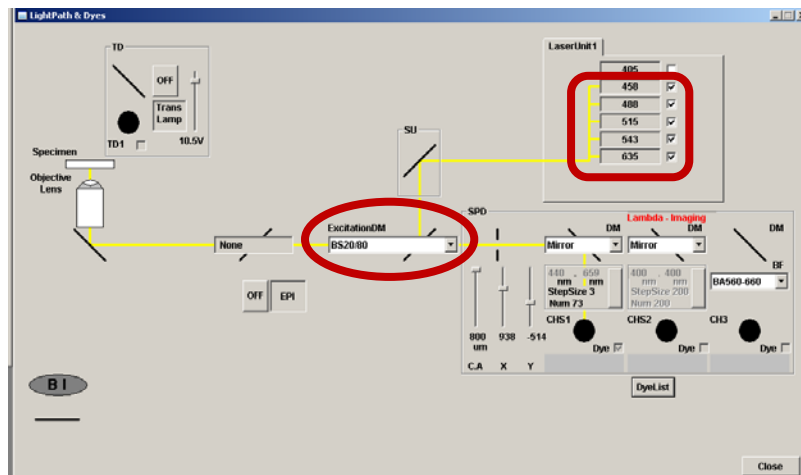 LightPath & Dyes
TD
OFF
Trans
Lamp
TD1
10.5V
LaserUnit1
405
458
488
515
543
635
SU
Specimen
Objective
Lens
None
ExcitationDM
BS20/80
OFF
EPI
SPD
Lambda - Imaging
DM
DM
DM
Mirror
Mirror
BF
440 . 659
nm nm
StepSize 3
Num 73
400 . 400
nm nm
StepSize 200
Num 200
BA560-660
CHS1
CHS2
CH3
800
um
938
-514
Dye
Dye
Dye
C.A
X
Y
BI
DyeList
Close